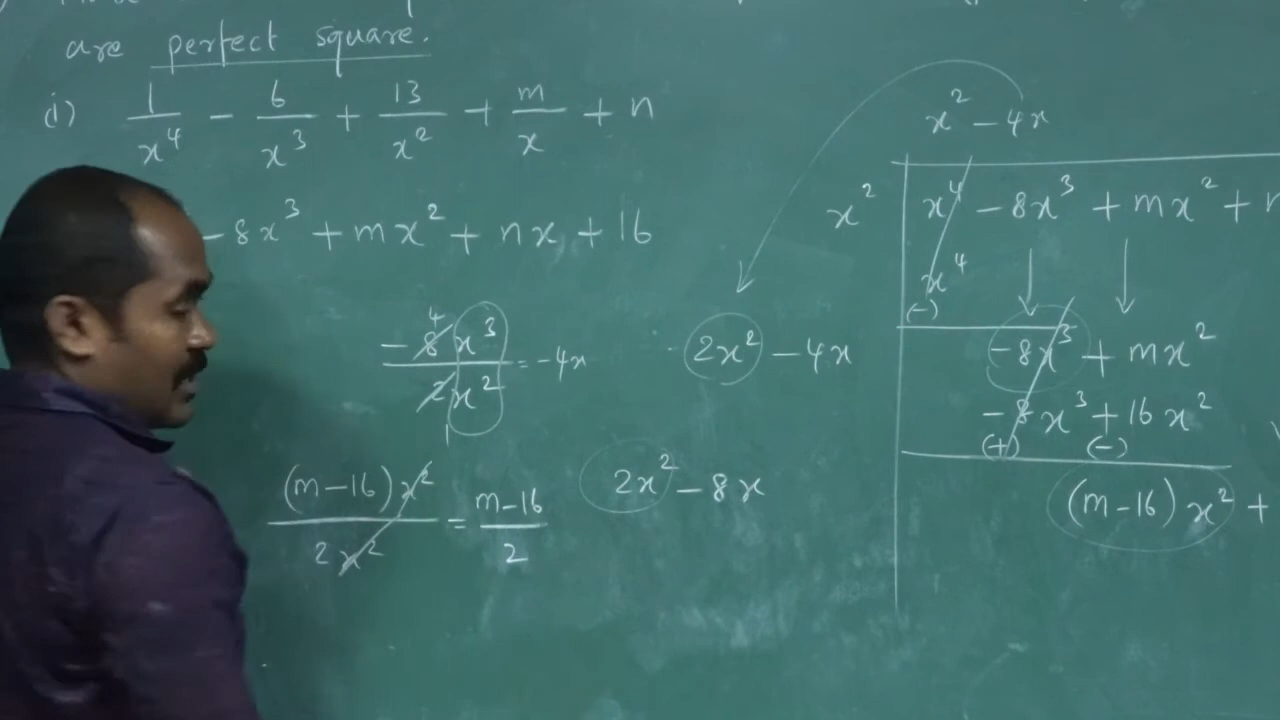 are perfect square.
(i) 1/x⁴ - 6/x³ + 13/x² + m/x + n
-8x³ + mx² + nx + 16
-8x³/2x² = -4x
4
1
(m-16)x²/2x² = m-16/2
2x² - 4x
2x² - 8x
x² - 4x
x² x⁴ - 8x³ + mx² +
x⁴
(-)
-8x³ + mx²
-8x³ + 16x²
(+) (-)
(m-16)x² +